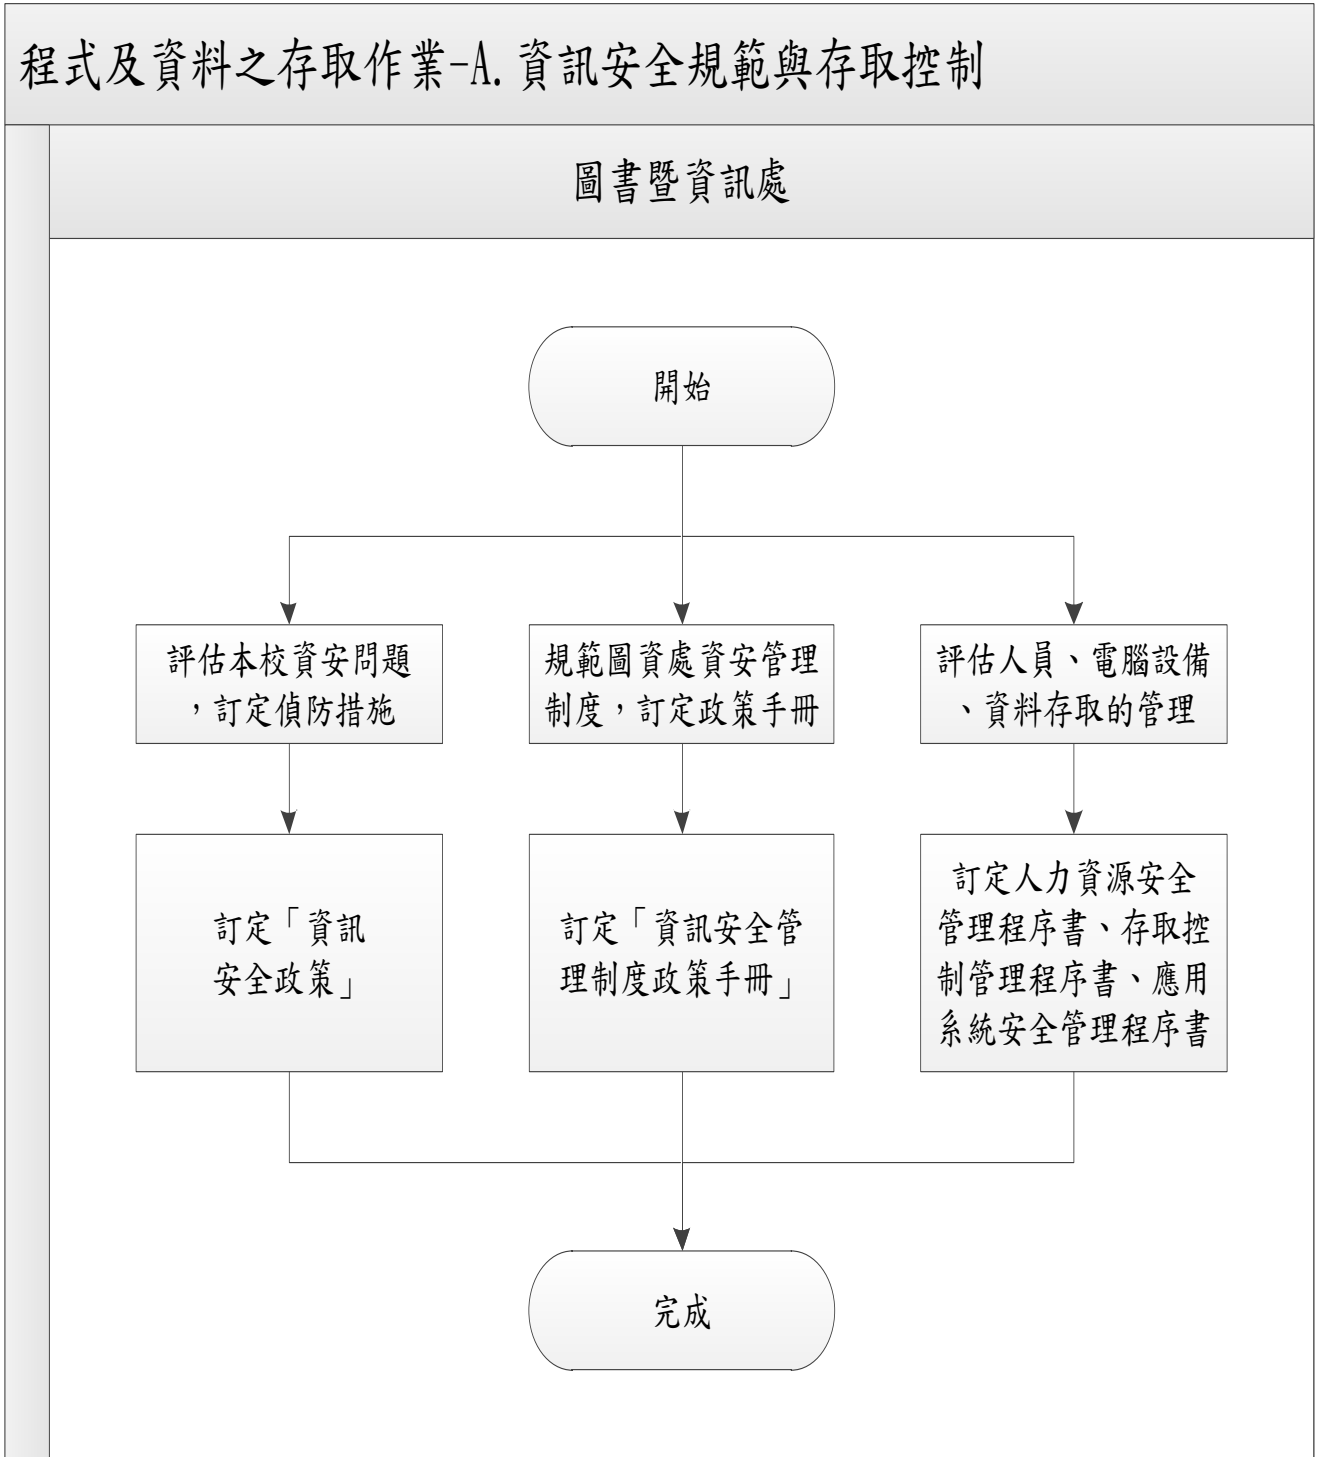 程式及資料之存取作業-A.資訊安全規範與存取控制
圖書暨資訊處
開始
評估本校資安問題
，訂定偵防措施
規範圖資處資安管理
制度，訂定政策手冊
評估人員、電腦設備
、資料存取的管理
訂定「資訊
安全政策」
訂定「資訊安全管
理制度政策手冊」
訂定人力資源安全
管理程序書、存取控
制管理程序書、應用
系統安全管理程序書
完成